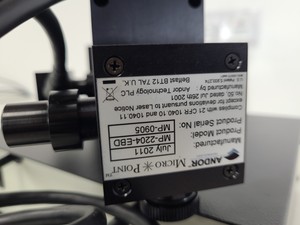 ANDOR™ MICRO POINT
Manufactured: July 2011
Product Model: MP-2204-EBD
Product Serial No: MP-0905
Complies with 21 CFR 1040.10 and 1040.11
except for deviations pursuant to Laser Notice
No. 50, dated July 26th 2001
Manufactured by: Andor Technology PLC
Belfast BT12 7AL U.K.